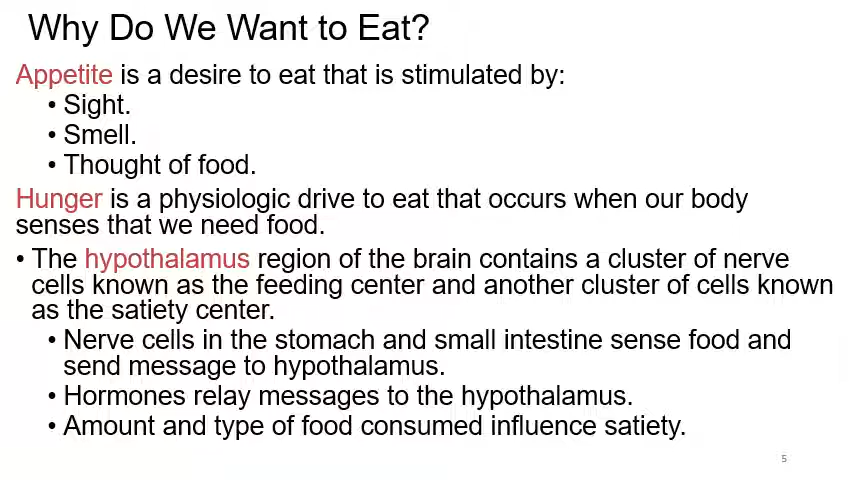 Why Do We Want to Eat?
Appetite is a desire to eat that is stimulated by:
• Sight.
• Smell.
• Thought of food.
Hunger is a physiologic drive to eat that occurs when our body
senses that we need food.
• The hypothalamus region of the brain contains a cluster of nerve
cells known as the feeding center and another cluster of cells known
as the satiety center.
• Nerve cells in the stomach and small intestine sense food and
send message to hypothalamus.
• Hormones relay messages to the hypothalamus.
• Amount and type of food consumed influence satiety.
5